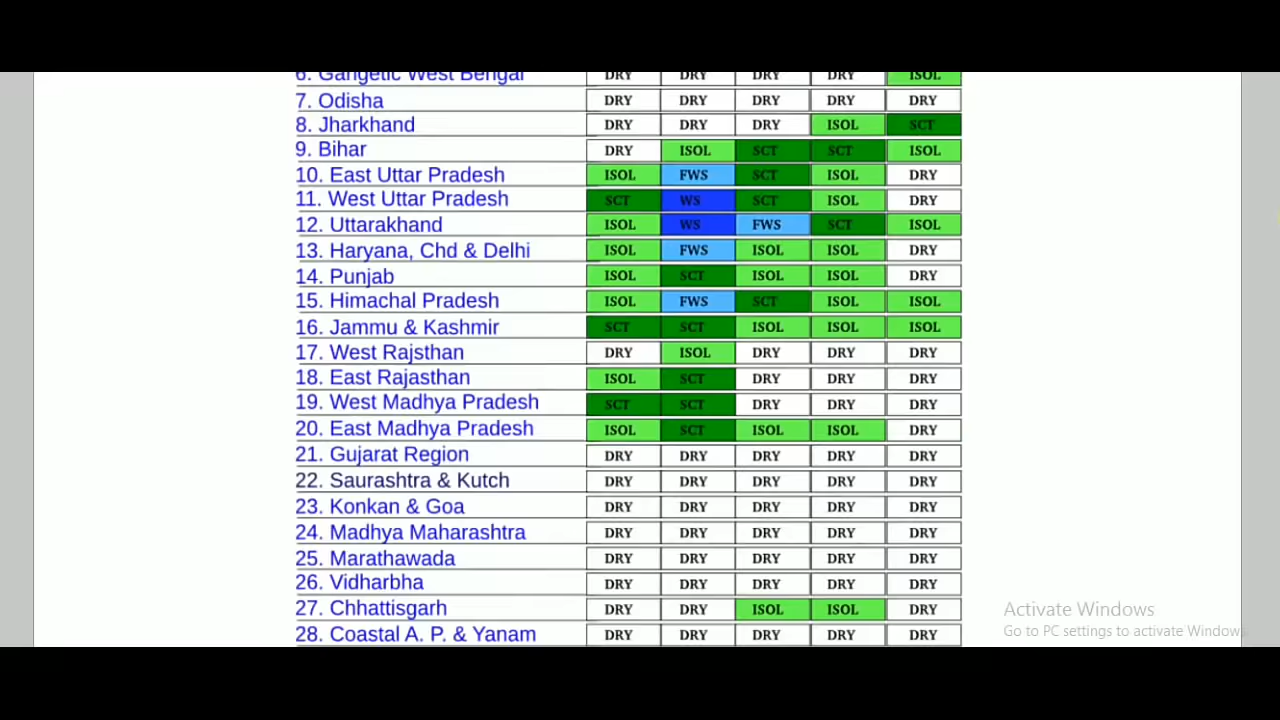 6. Gangetic West Bengal DRY DRY DRY DRY ISOL
7. Odisha DRY DRY DRY DRY DRY
8. Jharkhand DRY DRY DRY ISOL SCT
9. Bihar DRY ISOL SCT SCT ISOL
10. East Uttar Pradesh ISOL FWS SCT ISOL DRY
11. West Uttar Pradesh SCT WS SCT ISOL DRY
12. Uttarakhand ISOL WS FWS SCT ISOL
13. Haryana, Chd & Delhi ISOL FWS ISOL ISOL DRY
14. Punjab ISOL SCT ISOL ISOL DRY
15. Himachal Pradesh ISOL FWS SCT ISOL ISOL
16. Jammu & Kashmir SCT SCT ISOL ISOL ISOL
17. West Rajsthan DRY ISOL DRY DRY DRY
18. East Rajasthan ISOL SCT DRY DRY DRY
19. West Madhya Pradesh SCT SCT DRY DRY DRY
20. East Madhya Pradesh ISOL SCT ISOL ISOL DRY
21. Gujarat Region DRY DRY DRY DRY DRY
22. Saurashtra & Kutch DRY DRY DRY DRY DRY
23. Konkan & Goa DRY DRY DRY DRY DRY
24. Madhya Maharashtra DRY DRY DRY DRY DRY
25. Marathawada DRY DRY DRY DRY DRY
26. Vidharbha DRY DRY DRY DRY DRY
27. Chhattisgarh DRY DRY ISOL ISOL DRY
28. Coastal A. P. & Yanam DRY DRY DRY DRY DRY
Activate Windows
Go to PC settings to activate Windows.